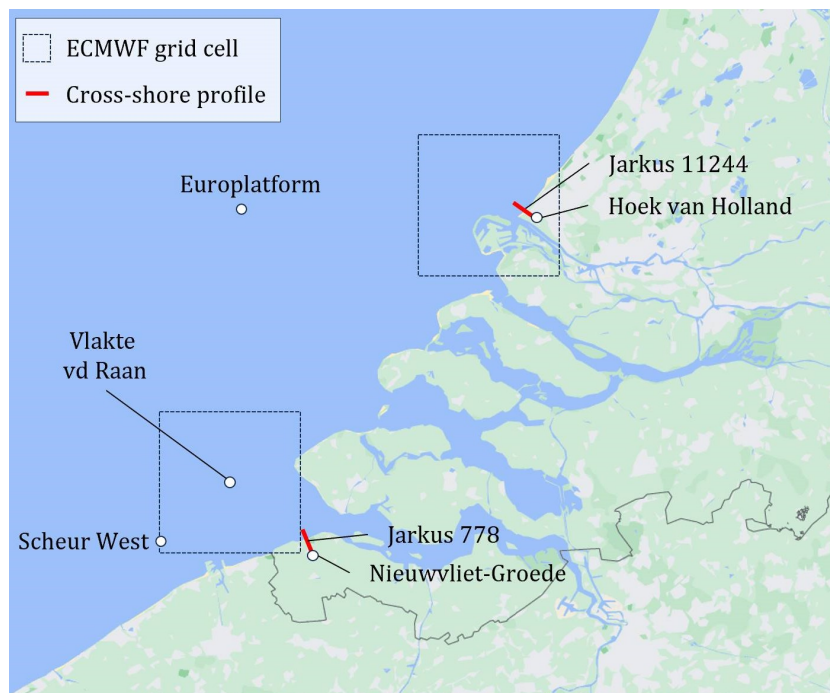 ECMWF grid cell
Cross-shore profile
Europlatform
Jarkus 11244
Hoek van Holland
Vlakte
vd Raan
Scheur West
Jarkus 778
Nieuwvliet-Groede